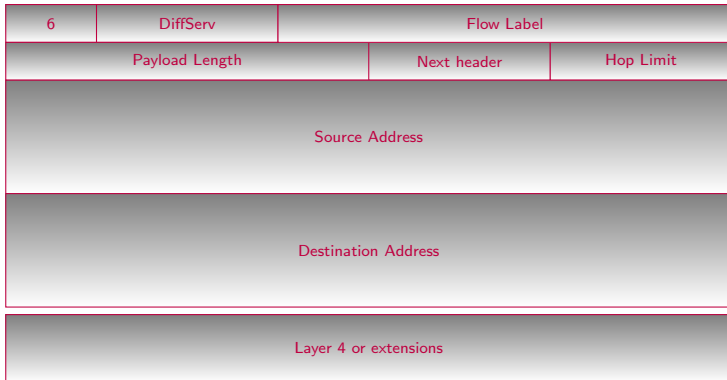 6 DiffServ Flow Label
Payload Length Next header Hop Limit
Source Address
Destination Address
Layer 4 or extensions